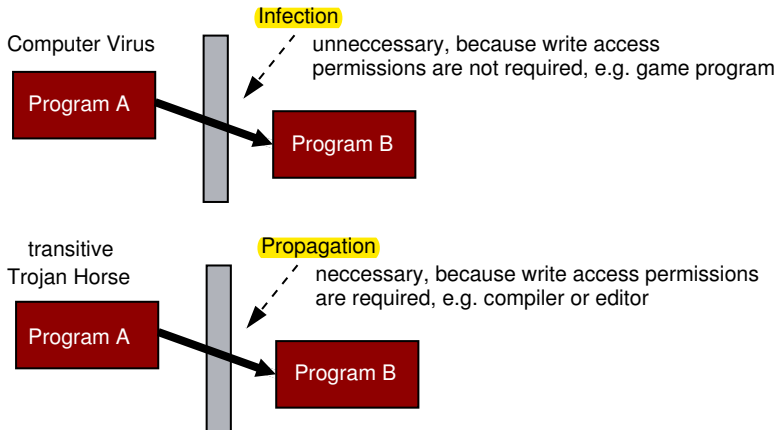 Infection
Computer Virus
unneccessary, because write access
permissions are not required, e.g. game program
Program A
Program B
transitive
Trojan Horse
Propagation
neccessary, because write access permissions
are required, e.g. compiler or editor
Program A
Program B